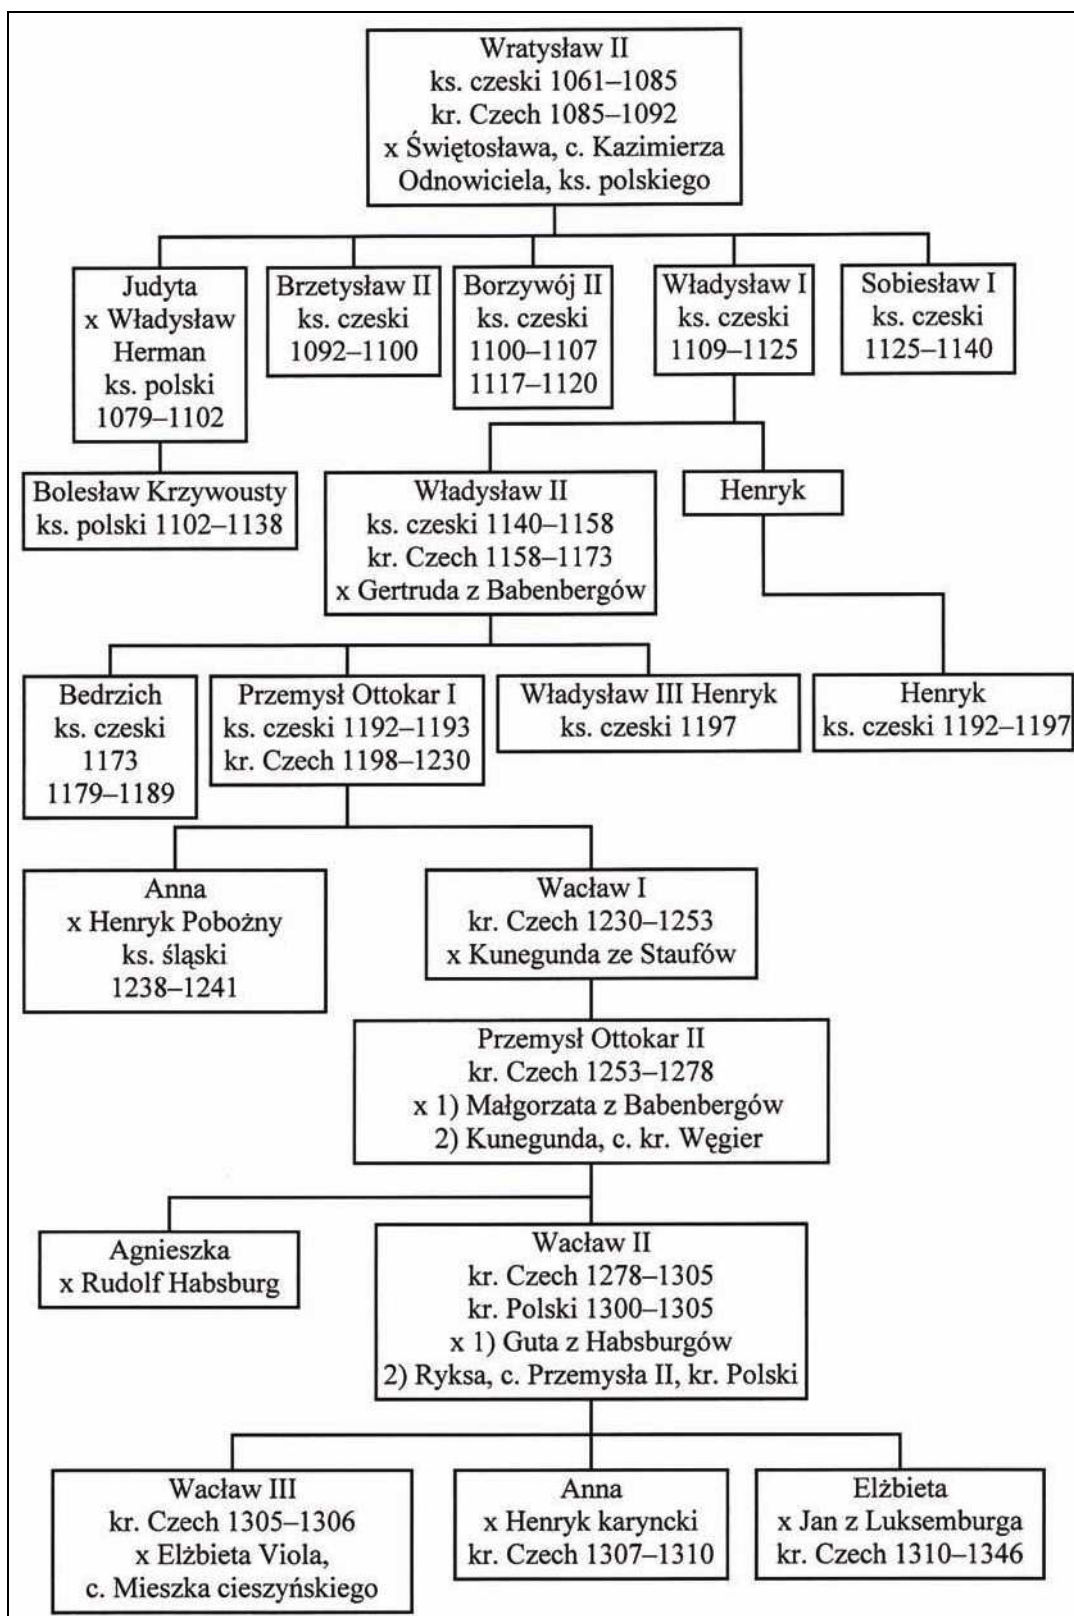 Wratysław II
ks. czeski 1061–1085
kr. Czech 1085–1092
x Świętosława, c. Kazimierza
Odnowiciela, ks. polskiego
Judyta
x Władysław
Herman
ks. polski
1079–1102
Brzetysław II
ks. czeski
1092–1100
Borzywój II
ks. czeski
1100–1107
1117–1120
Władysław I
ks. czeski
1109–1125
Sobiesław I
ks. czeski
1125–1140
Bolesław Krzywousty
ks. polski 1102–1138
Władysław II
ks. czeski 1140–1158
kr. Czech 1158–1173
x Gertruda z Babenbergów
Henryk
Bedrzich
ks. czeski
1173
1179–1189
Przemysł Ottokar I
ks. czeski 1192–1193
kr. Czech 1198–1230
Władysław III Henryk
ks. czeski 1197
Henryk
ks. czeski 1192–1197
Anna
x Henryk Pobożny
ks. śląski
1238–1241
Wacław I
kr. Czech 1230–1253
x Kunegunda ze Staufów
Przemysł Ottokar II
kr. Czech 1253–1278
x 1) Małgorzata z Babenbergów
2) Kunegunda, c. kr. Węgier
Agnieszka
x Rudolf Habsburg
Wacław II
kr. Czech 1278–1305
kr. Polski 1300–1305
x 1) Guta z Habsburgów
2) Ryksa, c. Przemysła II, kr. Polski
Wacław III
kr. Czech 1305–1306
x Elżbieta Viola,
c. Mieszka cieszyńskiego
Anna
x Henryk karyncki
kr. Czech 1307–1310
Elżbieta
x Jan z Luksemburga
kr. Czech 1310–1346